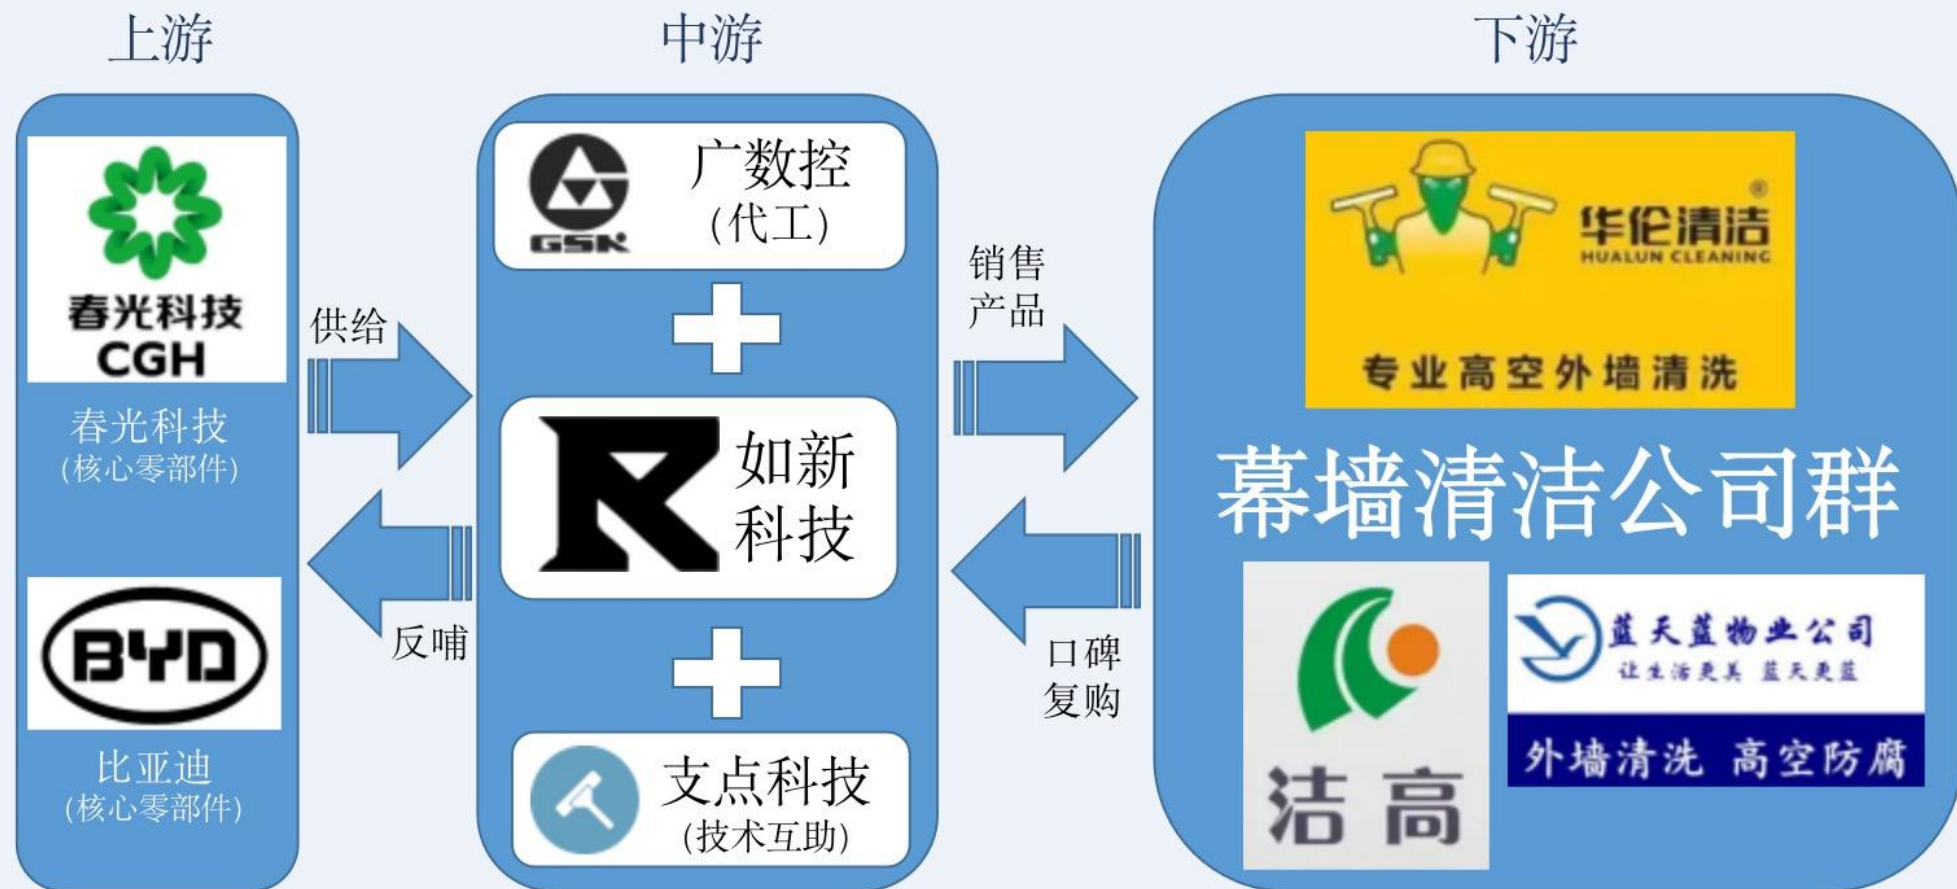 上游
中游
下游
春光科技
CGH
春光科技
(核心零部件)
BYD
比亚迪
(核心零部件)
供给
反哺
GSK
广数控
(代工)
如新
科技
支点科技
(技术互助)
销售
产品
口碑
复购
华伦清洁®
HUALUN CLEANING
专业高空外墙清洗
幕墙清洁公司群
洁高
蓝天蓝物业公司
让生活更美 蓝天更蓝
外墙清洗 高空防腐